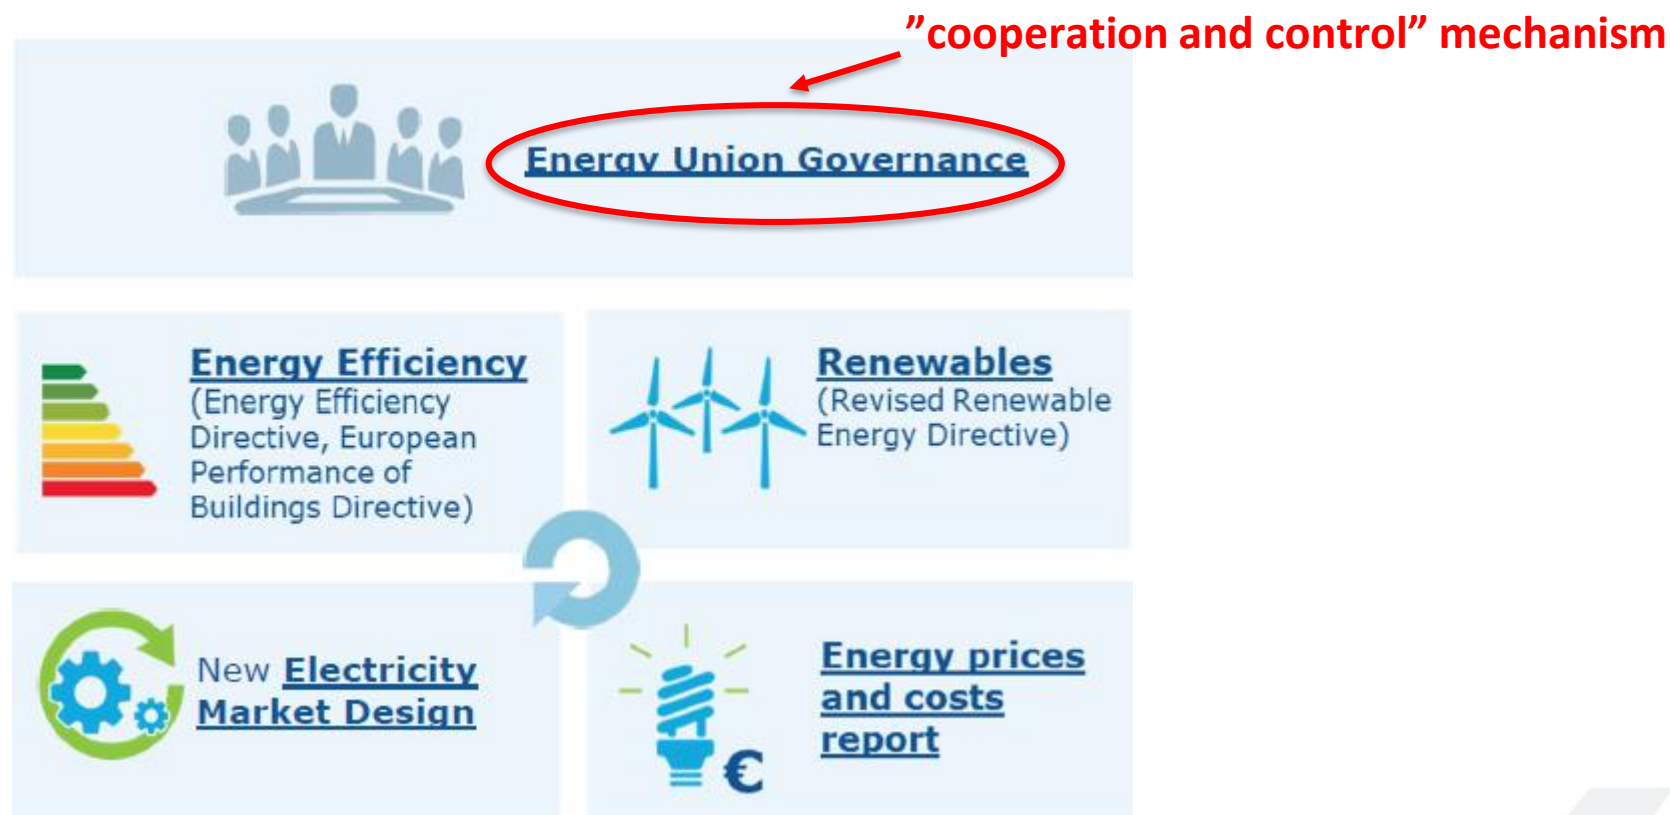 ”cooperation and control” mechanism
Energy Union Governance
Energy Efficiency
(Energy Efficiency
Directive, European
Performance of
Buildings Directive)
Renewables
(Revised Renewable
Energy Directive)
New Electricity
Market Design
Energy prices
and costs
report
€